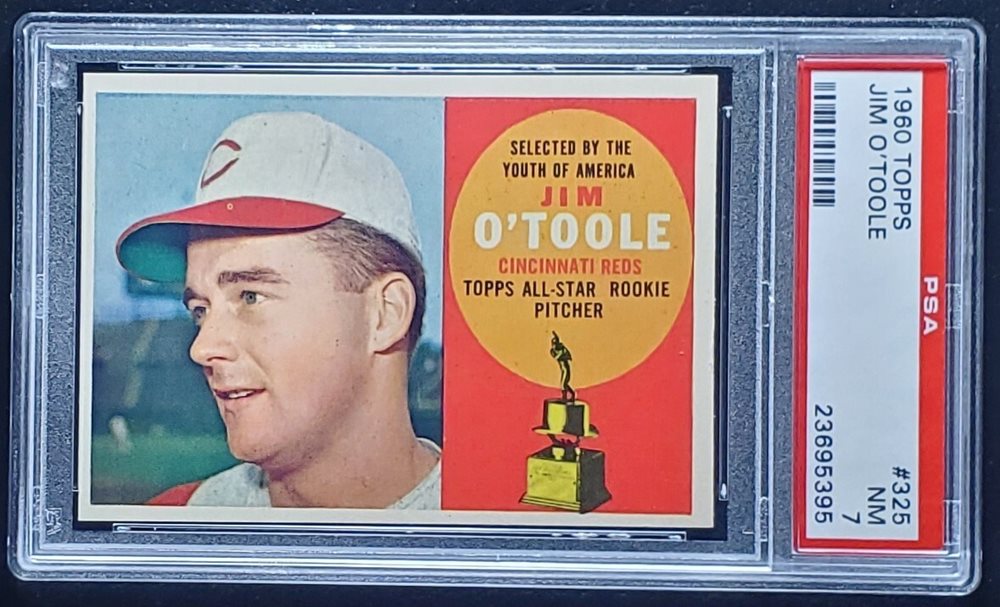 C
SELECTED BY THE
YOUTH OF AMERICA
JIM
O'TOOLE
CINCINNATI REDS
TOPPS ALL-STAR ROOKIE
PITCHER
PSA
1960 TOPPS #325
JIM O'TOOLE NM 7
23695395